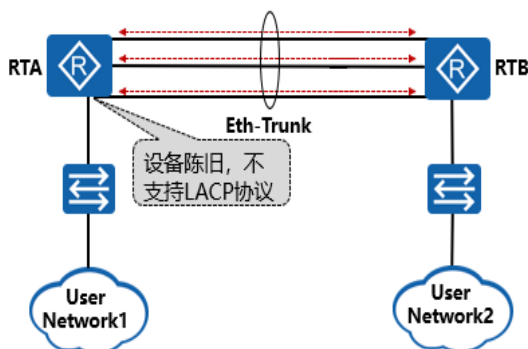 RTA
R
R
RTB
Eth-Trunk
设备陈旧，不
支持LACP协议
User
Network1
User
Network2